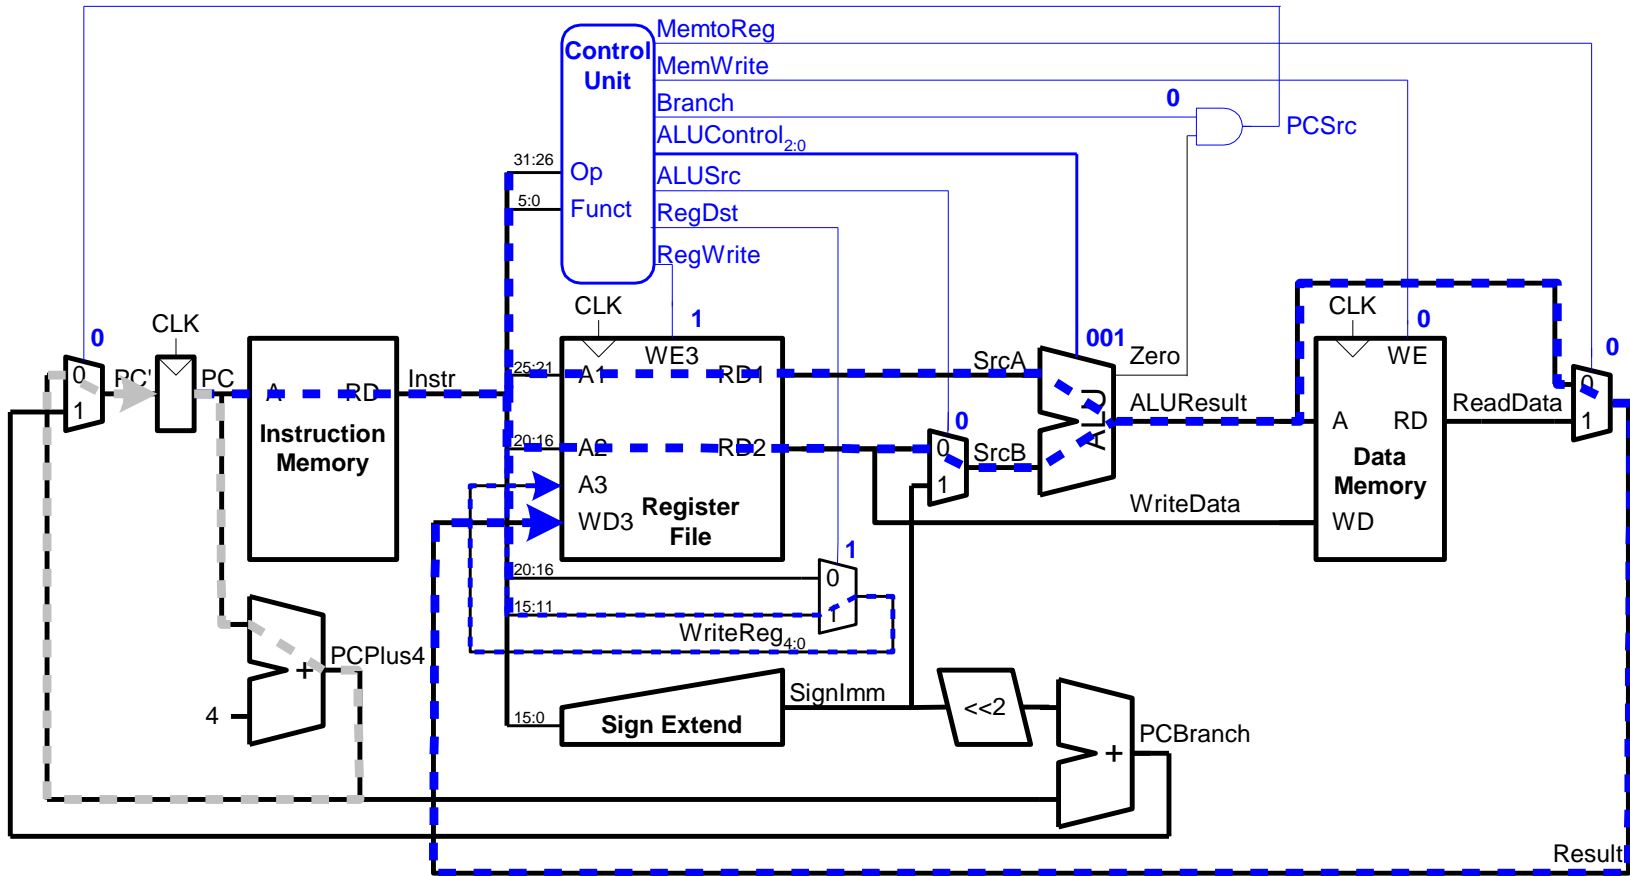 MemtoReg
Control
Unit
MemWrite
Branch
0
PCSrc
ALUControl2:0
31:26
Op
ALUSrc
5:0
Funct
RegDst
RegWrite
CLK
CLK
CLK
0
1
001
0
0
WE3
Zero
WE
0
PC'
PC
A
RD
Instr
25:21
A1
RD1
SrcA
0
1
ALU
ALUResult
A
RD
ReadData
1
Instruction
Memory
20:16
A2
RD2
0
0
SrcB
Data
Memory
A3
1
Register
File
WriteData
WD3
WD
1
20:16
0
15:11
1
WriteReg4:0
PCPlus4
+
4
SignImm
<<2
15:0
Sign Extend
PCBranch
+
Result